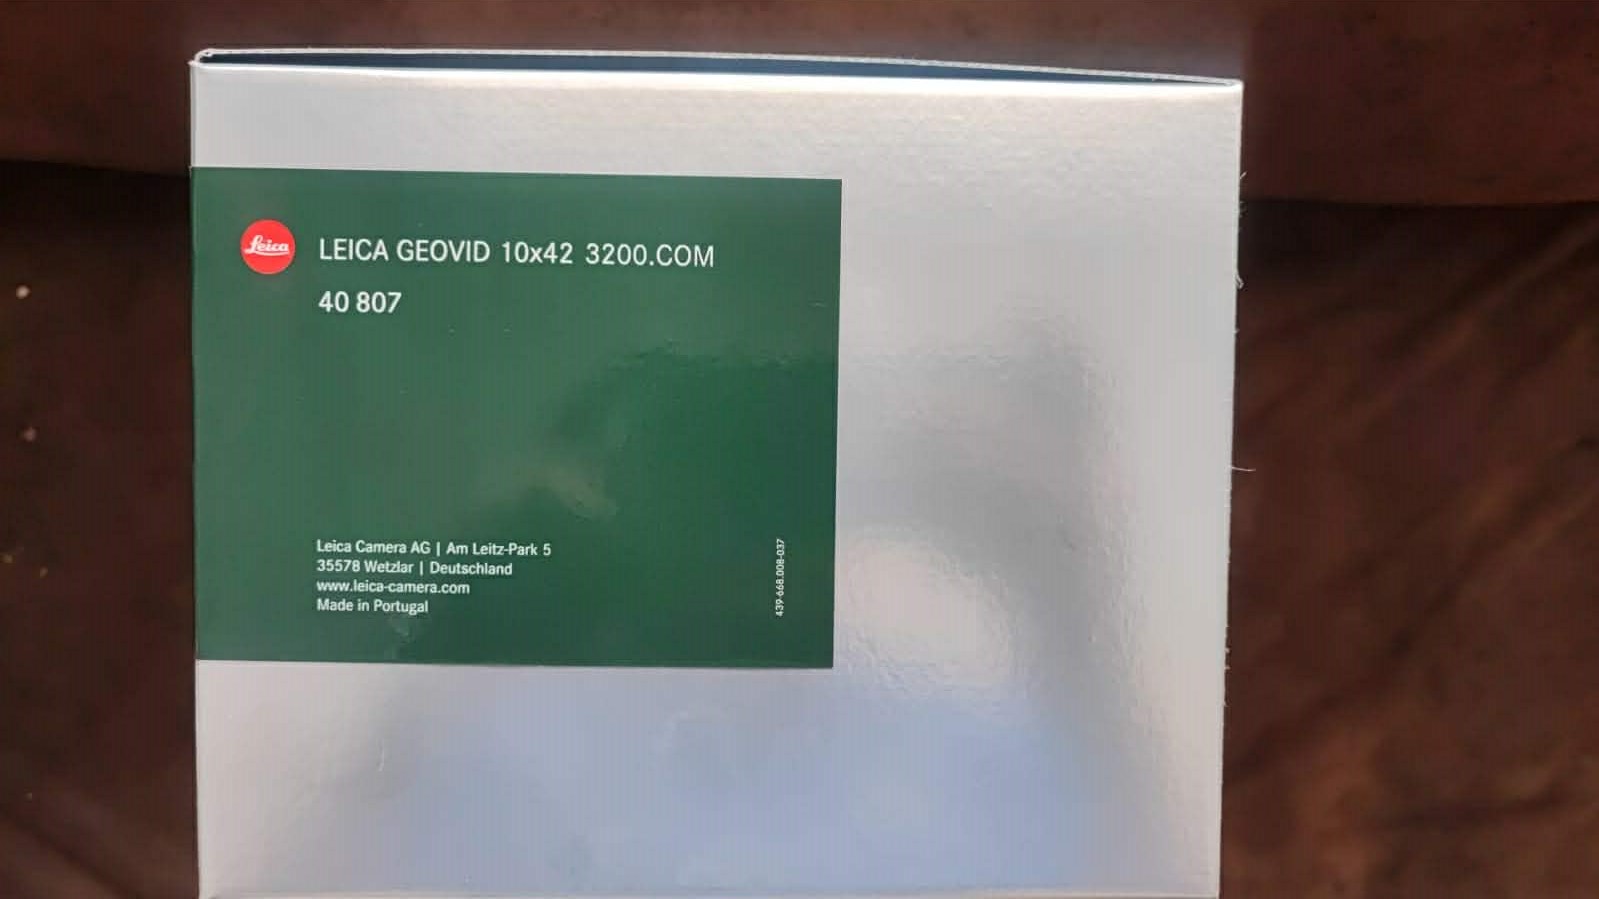 Leica
LEICA GEOVID 10x42 3200.COM
40 807
Leica Camera AG | Am Leitz-Park 5
35578 Wetzlar | Deutschland
www.leica-camera.com
Made in Portugal
439-668.008-037